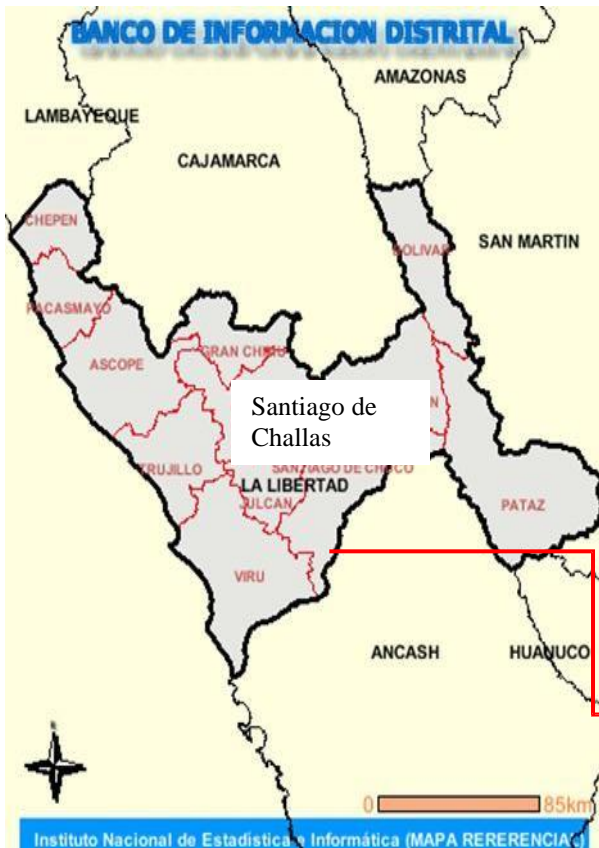 BANCO DE INFORMACION DISTRITAL
AMAZONAS
LAMBAYEQUE
CAJAMARCA
CHEPEN
SAN MARTIN
BOLIVAR
PACASMAYO
GRAN CHIMU
ASCOPE
Santiago de
Challas
TRUJILLO
SANTIAGO DE CHUCO
LA LIBERTAD
JULCAN
PATAZ
VIRU
ANCASH
HUANUCO
0 85km
Instituto Nacional de Estadística e Informática (MAPA RERERENCIAL)